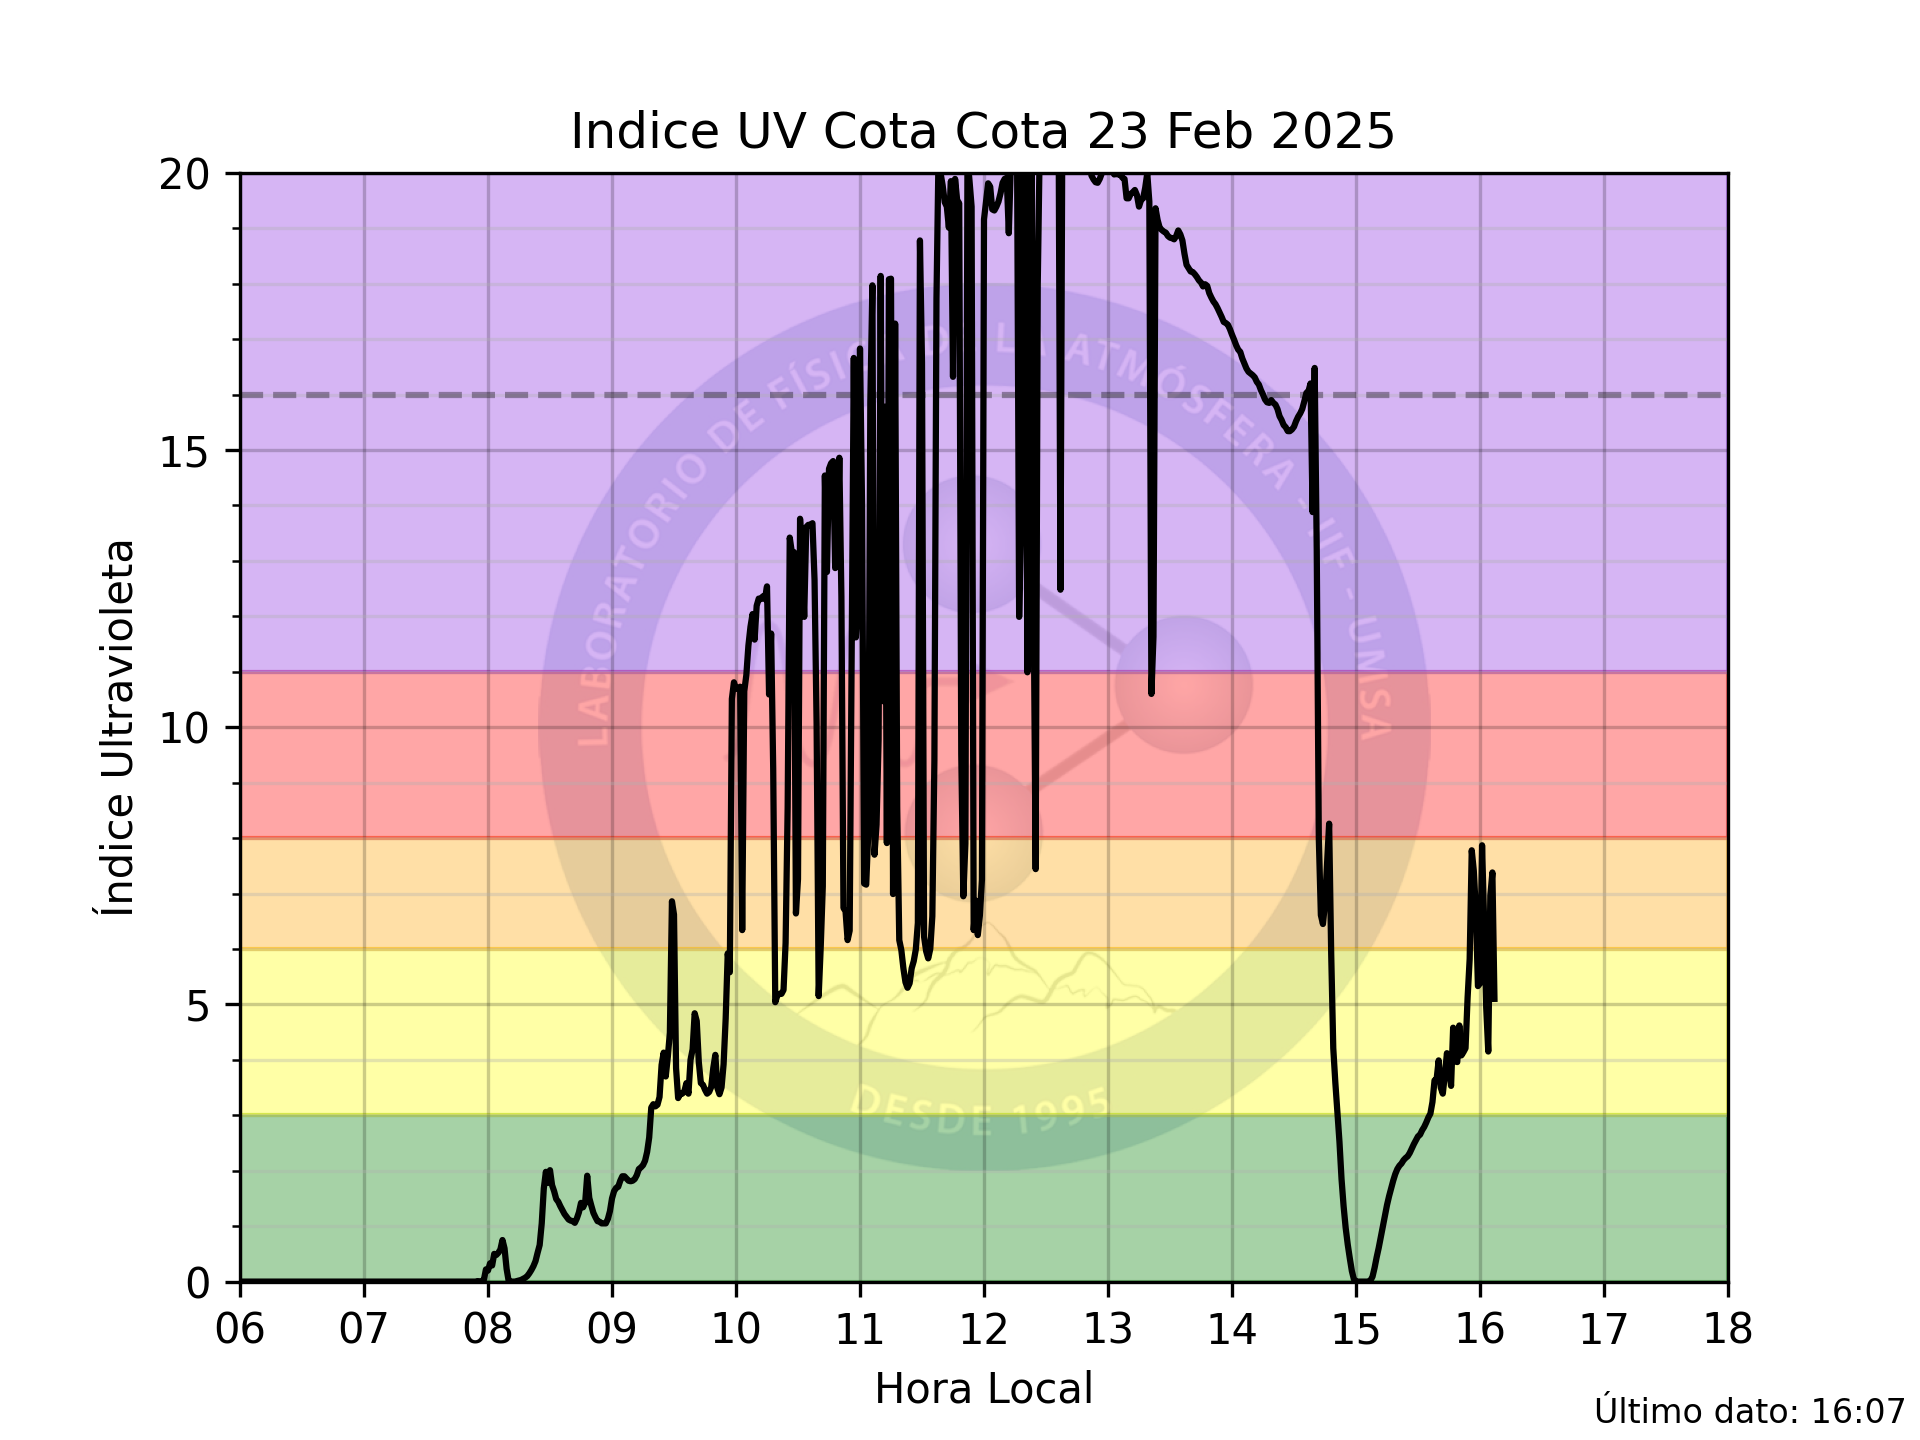 Indice UV Cota Cota 23 Feb 2025
20
15
10
5
0
Índice Ultravioleta
LABORATORIO DE FÍSICA DE LA ATMÓSFERA - IIF - UMSA
DESDE 1995
06 07 08 09 10 11 12 13 14 15 16 17 18
Hora Local
Último dato: 16:07